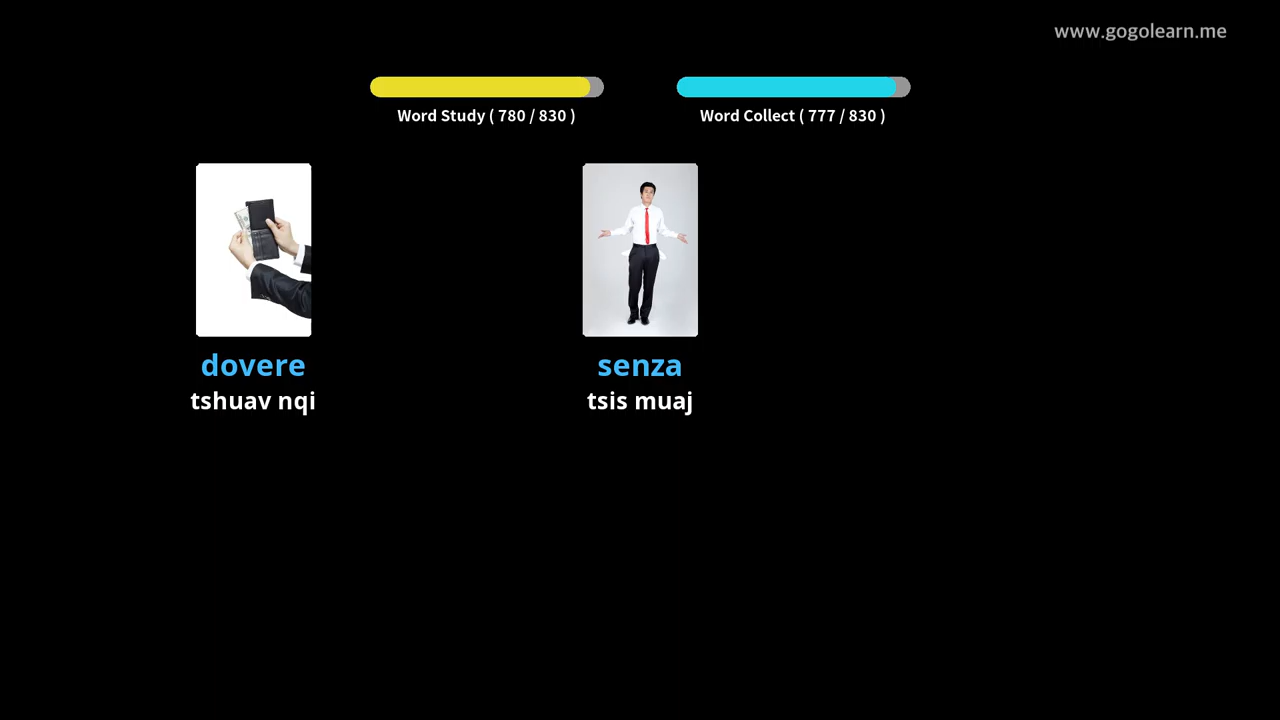 www.gogolearn.me
Word Study ( 780 / 830 )
Word Collect ( 777 / 830 )
dovere
tshuav nqi
senza
tsis muaj